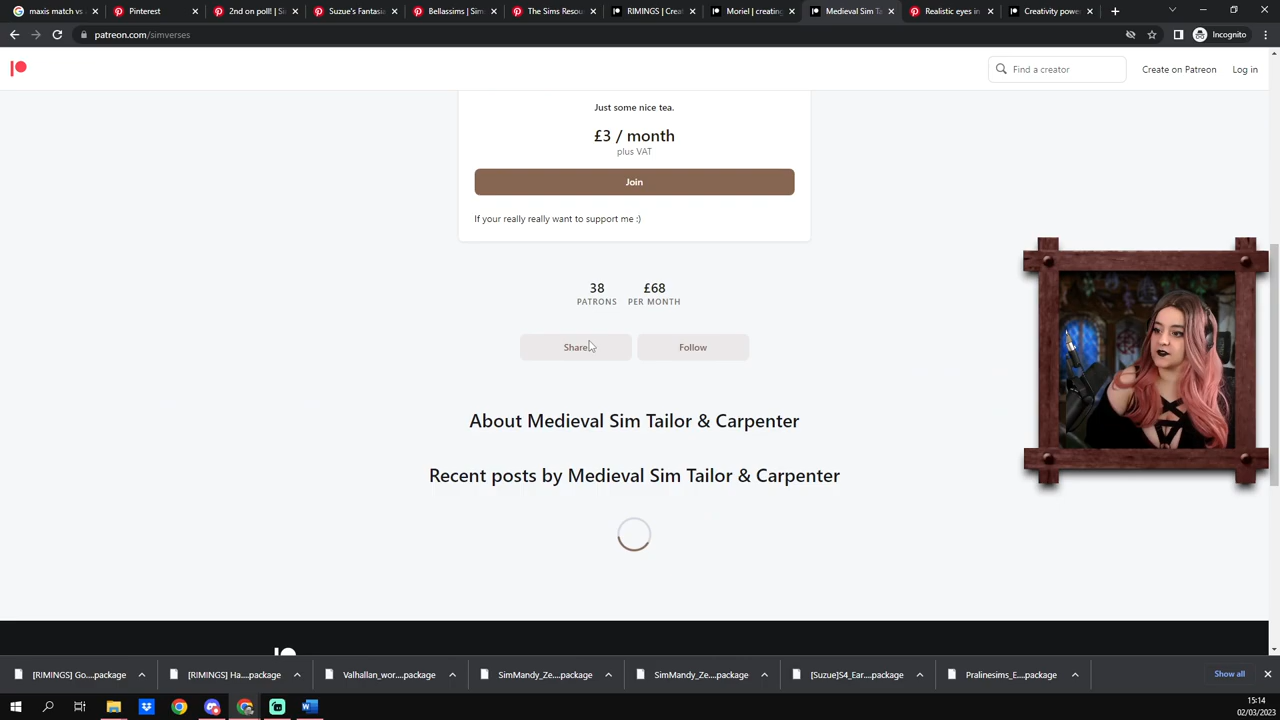 maxis match vs
Pinterest
2nd on poll! | Si
Suzue's Fantasi
Bellassims | Sim
The Sims Resou
RIMINGS | Creat
Moriel | creating
Medieval Sim Ta
Realistic eyes in
Creativity powe
patreon.com/simverses
Incognito
Find a creator
Create on Patreon
Log in
Just some nice tea.
£3 / month
plus VAT
Join
If your really really want to support me :)
38 £68
PATRONS PER MONTH
Share Follow
About Medieval Sim Tailor & Carpenter
Recent posts by Medieval Sim Tailor & Carpenter
[RIMINGS] Go....package
[RIMINGS] Ha....package
Valhallan_wor....package
SimMandy_Ze....package
SimMandy_Ze....package
[Suzue]S4_Ear....package
Pralinesims_E....package
Show all
15:14
02/03/2023